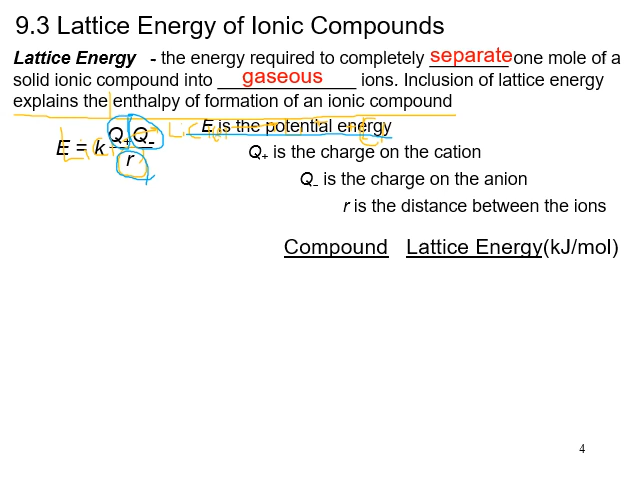 9.3 Lattice Energy of Ionic Compounds
Lattice Energy - the energy required to completely separate one mole of a
solid ionic compound into gaseous ions. Inclusion of lattice energy
explains the enthalpy of formation of an ionic compound
E = k Q+Q- / r
E is the potential energy
Q+ is the charge on the cation
Q- is the charge on the anion
r is the distance between the ions
Compound Lattice Energy(kJ/mol)
4